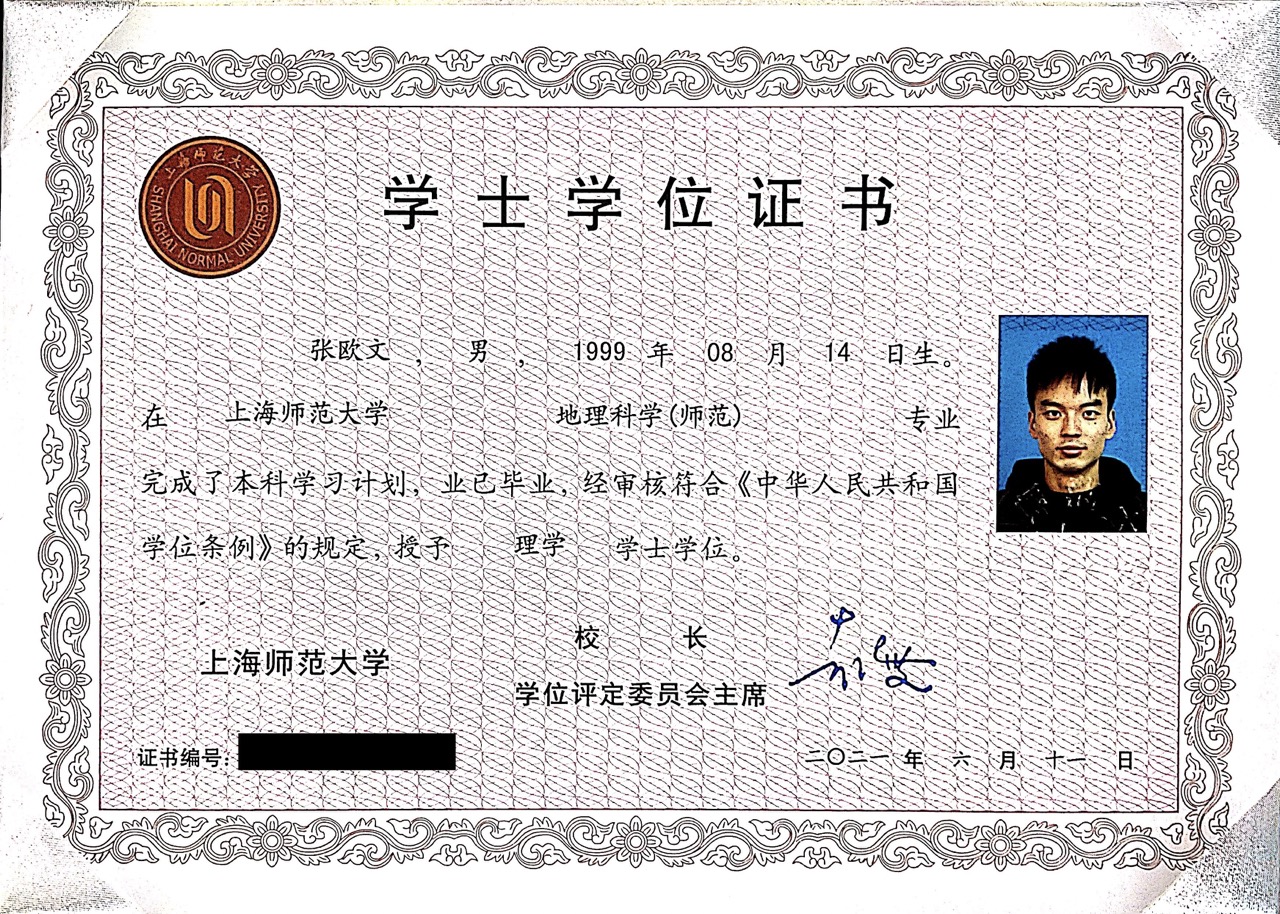 上海师范大学
SHANGHAI NORMAL UNIVERSITY
学士学位证书
张欧文 , 男 , 1999 年 08 月 14 日生。
在 上海师范大学 地理科学(师范) 专业
完成了本科学习计划,业已毕业,经审核符合《中华人民共和国
学位条例》的规定,授予 理学 学士学位。
校 长
上海师范大学
学位评定委员会主席
证书编号:
二〇二一 年 六 月 十一 日